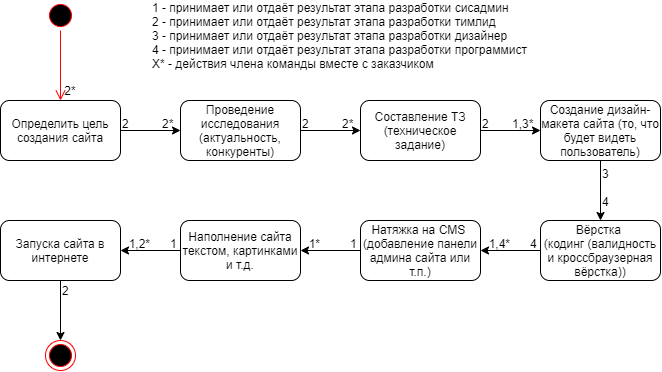 1 - принимает или отдаёт результат этапа разработки сисадмин
2 - принимает или отдаёт результат этапа разработки тимлид
3 - принимает или отдаёт результат этапа разработки дизайнер
4 - принимает или отдаёт результат этапа разработки программист
X* - действия члена команды вместе с заказчиком
2*
Определить цель
создания сайта
2
2*
Проведение
исследования
(актуальность,
конкуренты)
2
2*
Составление ТЗ
(техническое
задание)
2
1,3*
Создание дизайн-
макета сайта (то, что
будет видеть
пользователь)
3
4
Вёрстка
(кодинг (валидность
и кроссбраузерная
вёрстка))
4
1,4*
Натяжка на CMS
(добавление панели
админа сайта или
т.п.)
1
1*
Наполнение сайта
текстом, картинками
и т.д.
1
1,2*
Запуска сайта в
интернете
2